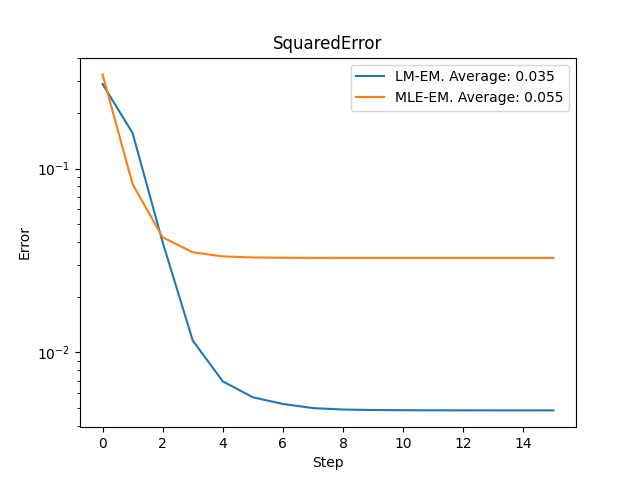 SquaredError
LM-EM. Average: 0.035
MLE-EM. Average: 0.055
10⁻¹
10⁻²
Error
0 2 4 6 8 10 12 14
Step